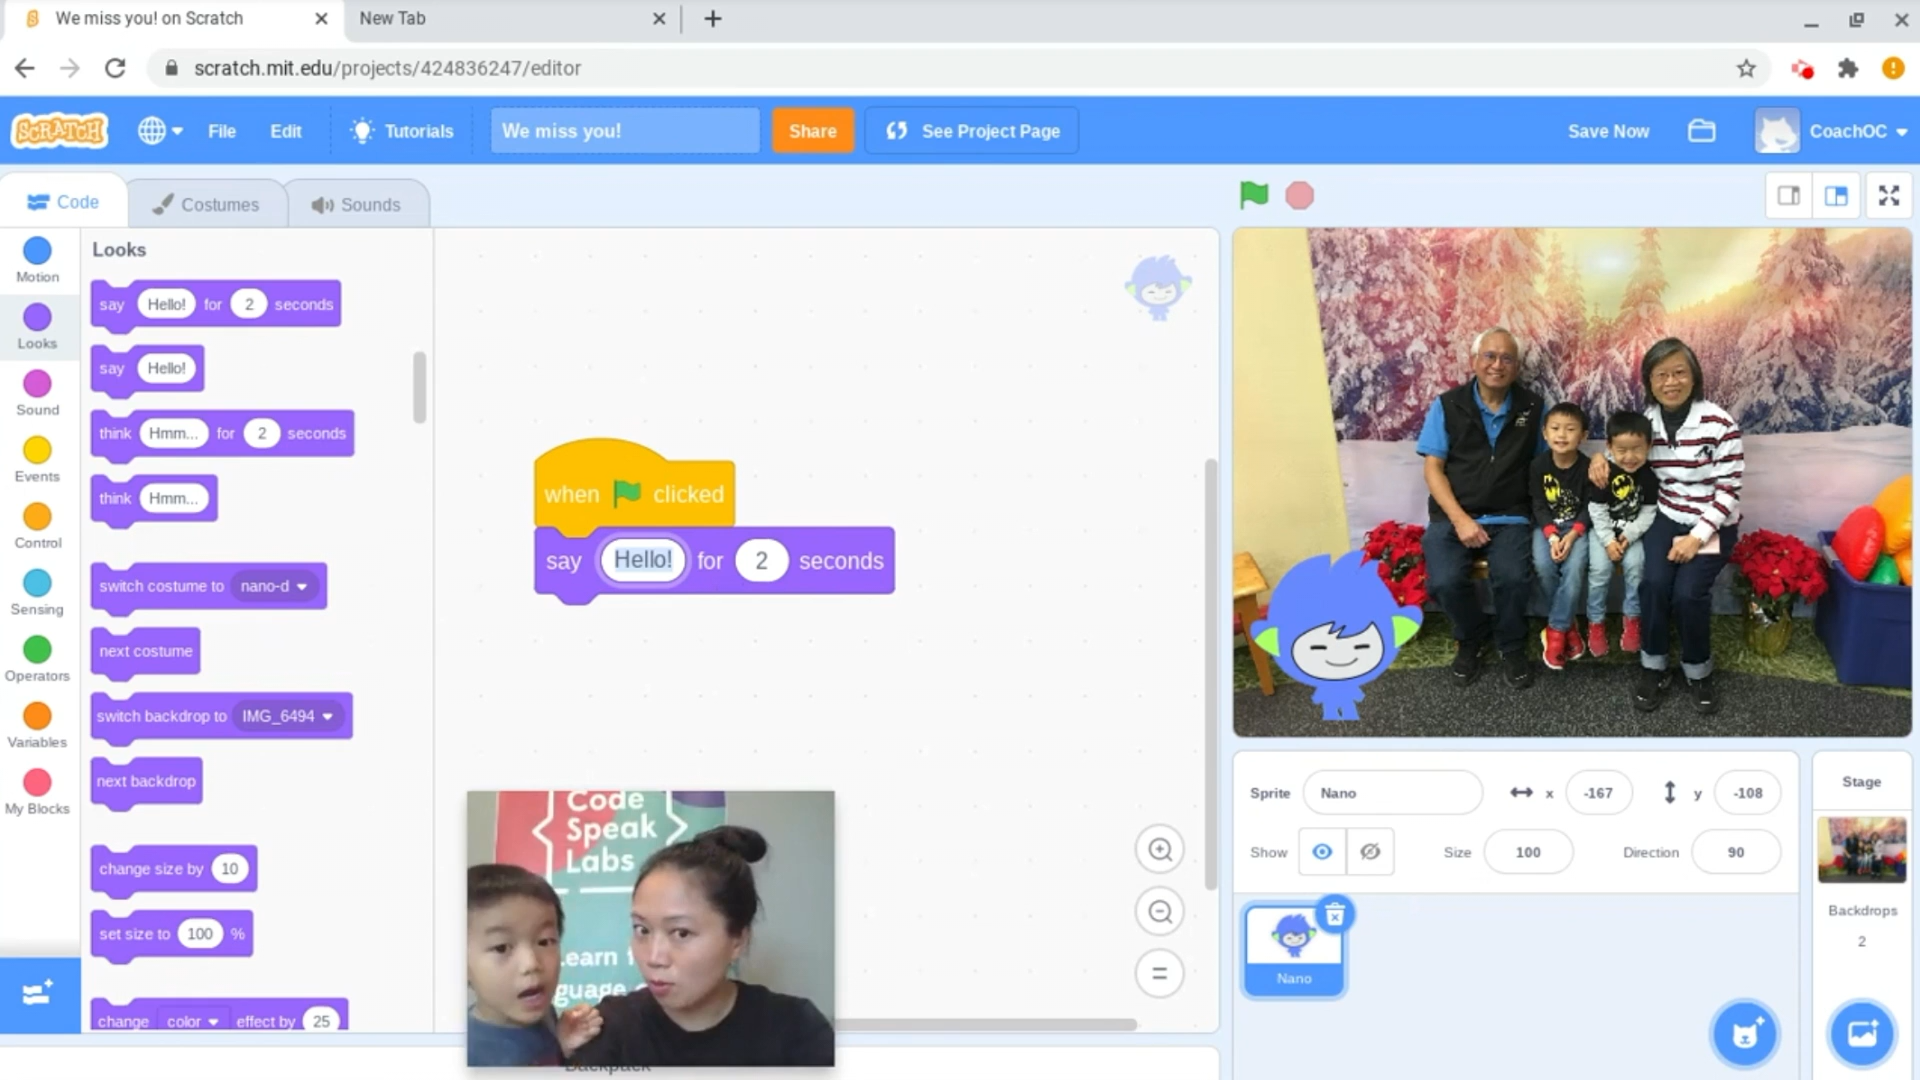 We miss you! on Scratch
New Tab
scratch.mit.edu/projects/424836247/editor
SCRATCH
File
Edit
Tutorials
We miss you!
Share
See Project Page
Save Now
CoachOC
Code
Costumes
Sounds
Motion
Looks
Sound
Events
Control
Sensing
Operators
Variables
My Blocks
Looks
say Hello! for 2 seconds
say Hello!
think Hmm... for 2 seconds
think Hmm...
switch costume to nano-d
next costume
switch backdrop to IMG_6494
next backdrop
change size by 10
set size to 100 %
change color effect by 25
when clicked
say Hello! for 2 seconds
Code
Speak
Labs
Backpack
Sprite Nano x -167 y -108
Show Size 100 Direction 90
Nano
Stage
Backdrops
2